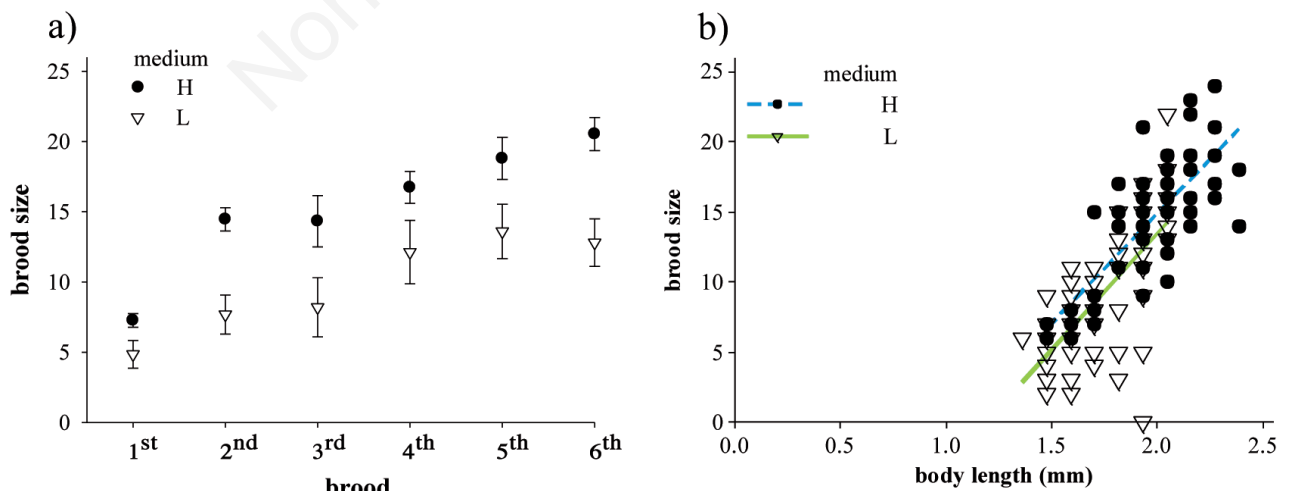 a)
medium
H
L
25
20
15
10
5
0
brood size
1st 2nd 3rd 4th 5th 6th
brood
b)
medium
H
L
25
20
15
10
5
0
brood size
0.0 0.5 1.0 1.5 2.0 2.5
body length (mm)
Non